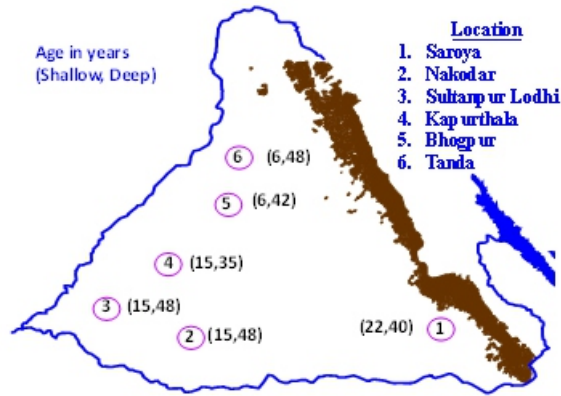 Age in years
(Shallow, Deep)
Location
1. Saroya
2. Nakodar
3. Sultanpur Lodhi
4. Kapurthala
5. Bhogpur
6. Tanda
6 (6,48)
5 (6,42)
4 (15,35)
3 (15,48)
2 (15,48)
(22,40) 1